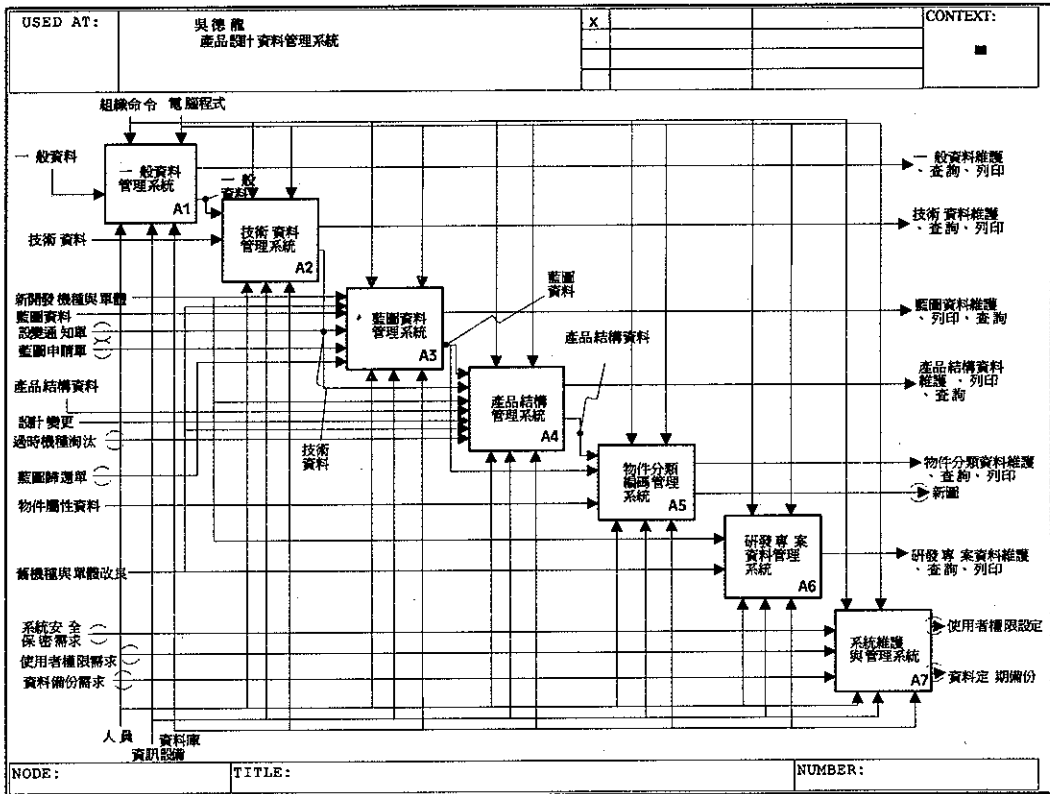 USED AT:
吳德龍
產品設計資料管理系統
X
CONTEXT:
組織命令 電腦程式
一般資料
一般資料
管理系統
A1
一般
資料
一般資料維護
、查詢、列印
技術資料
技術資料
管理系統
A2
技術資料維護
、查詢、列印
新開發機種與單體
藍圖資料
設變通知單
藍圖申請單
藍圖資料
管理系統
A3
藍圖
資料
藍圖資料維護
、列印、查詢
產品結構資料
產品結構資料
設計變更
過時機種淘汰
技術
資料
產品結構
管理系統
A4
產品結構資料
維護、列印
、查詢
藍圖歸還單
物件屬性資料
物件分類
編碼管理
系統
A5
物件分類資料維護
、查詢、列印
新圖
舊機種與單體改良
研發專案
資料管理
系統
A6
研發專案資料維護
、查詢、列印
系統安全
保密需求
使用者權限需求
資料備份需求
系統維護
與管理系統
A7
使用者權限設定
資料定期備份
人員
資料庫
資訊設備
NODE:
TITLE:
NUMBER: